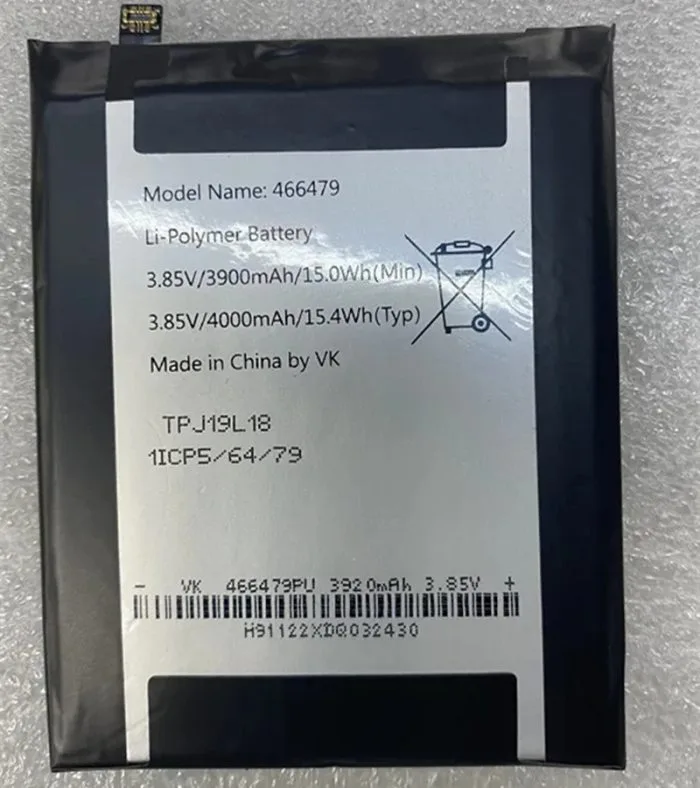 Model Name: 466479
Li-Polymer Battery
3.85V/3900mAh/15.0Wh(Min)
3.85V/4000mAh/15.4Wh(Typ)
Made in China by VK
TPJ19L18
1ICP5/64/79
- VK 466479PU 3920mAh 3.85V +
H91122XDQ032430